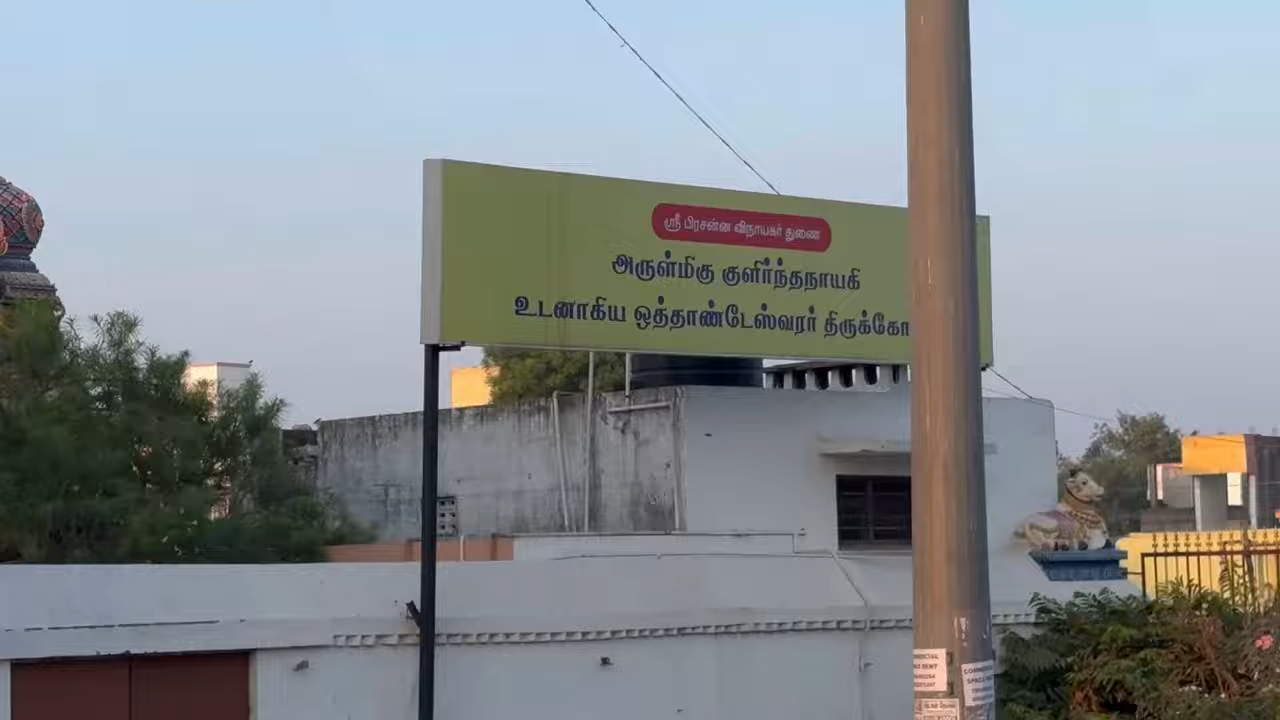 ஸ்ரீ பிரசன்ன விநாயகர் துணை
அருள்மிகு குளிர்ந்தநாயகி
உடனாகிய ஒத்தாண்டேஸ்வரர் திருக்கோ